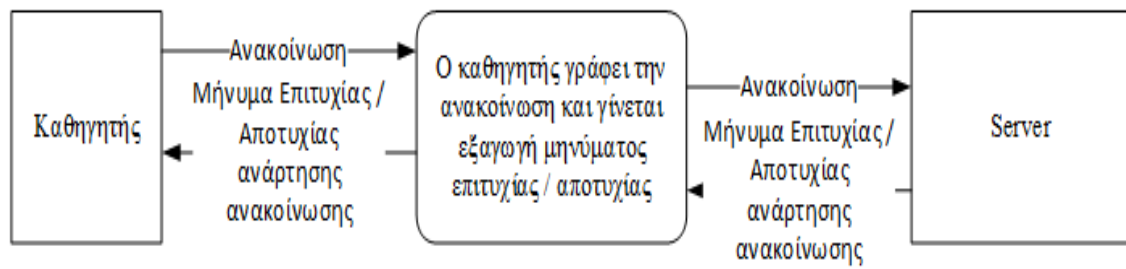 Καθηγητής
Ανακοίνωση
Μήνυμα Επιτυχίας /
Αποτυχίας
ανάρτησης
ανακοίνωσης
Ο καθηγητής γράφει την
ανακοίνωση και γίνεται
εξαγωγή μηνύματος
επιτυχίας / αποτυχίας
Ανακοίνωση
Μήνυμα Επιτυχίας /
Αποτυχίας
ανάρτησης
ανακοίνωσης
Server